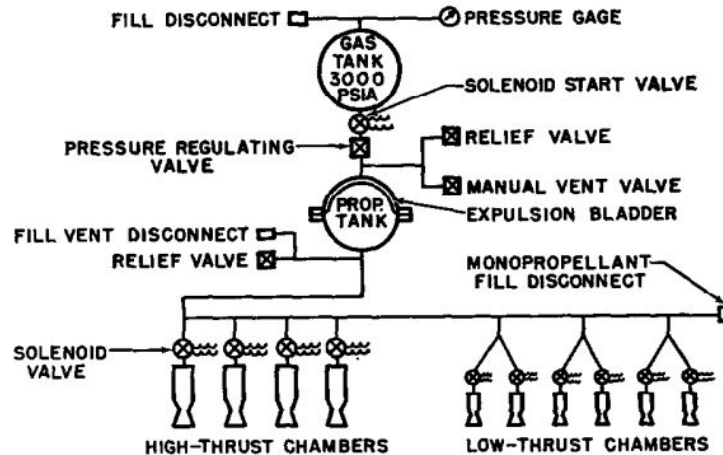 FILL DISCONNECT
PRESSURE GAGE
GAS
TANK
3000
PSIA
SOLENOID START VALVE
PRESSURE REGULATING
VALVE
RELIEF VALVE
MANUAL VENT VALVE
PROP.
TANK
EXPULSION BLADDER
FILL VENT DISCONNECT
RELIEF VALVE
MONOPROPELLANT
FILL DISCONNECT
SOLENOID
VALVE
HIGH-THRUST CHAMBERS
LOW-THRUST CHAMBERS